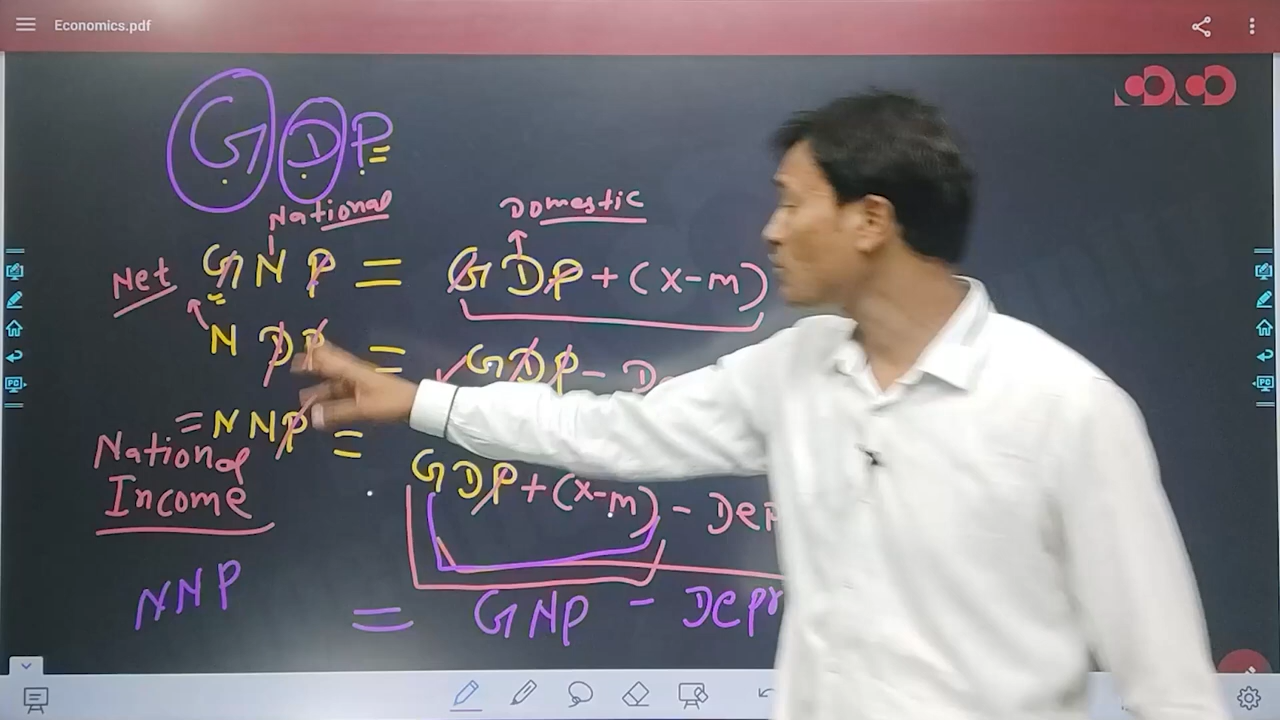 Economics.pdf
GDP
National
Domestic
Net GNP = GDP + (x-m)
NDP = GDP - De
= NNP =
National
Income
GDP + (x-m) - Dep
NNP = GNP - Depr